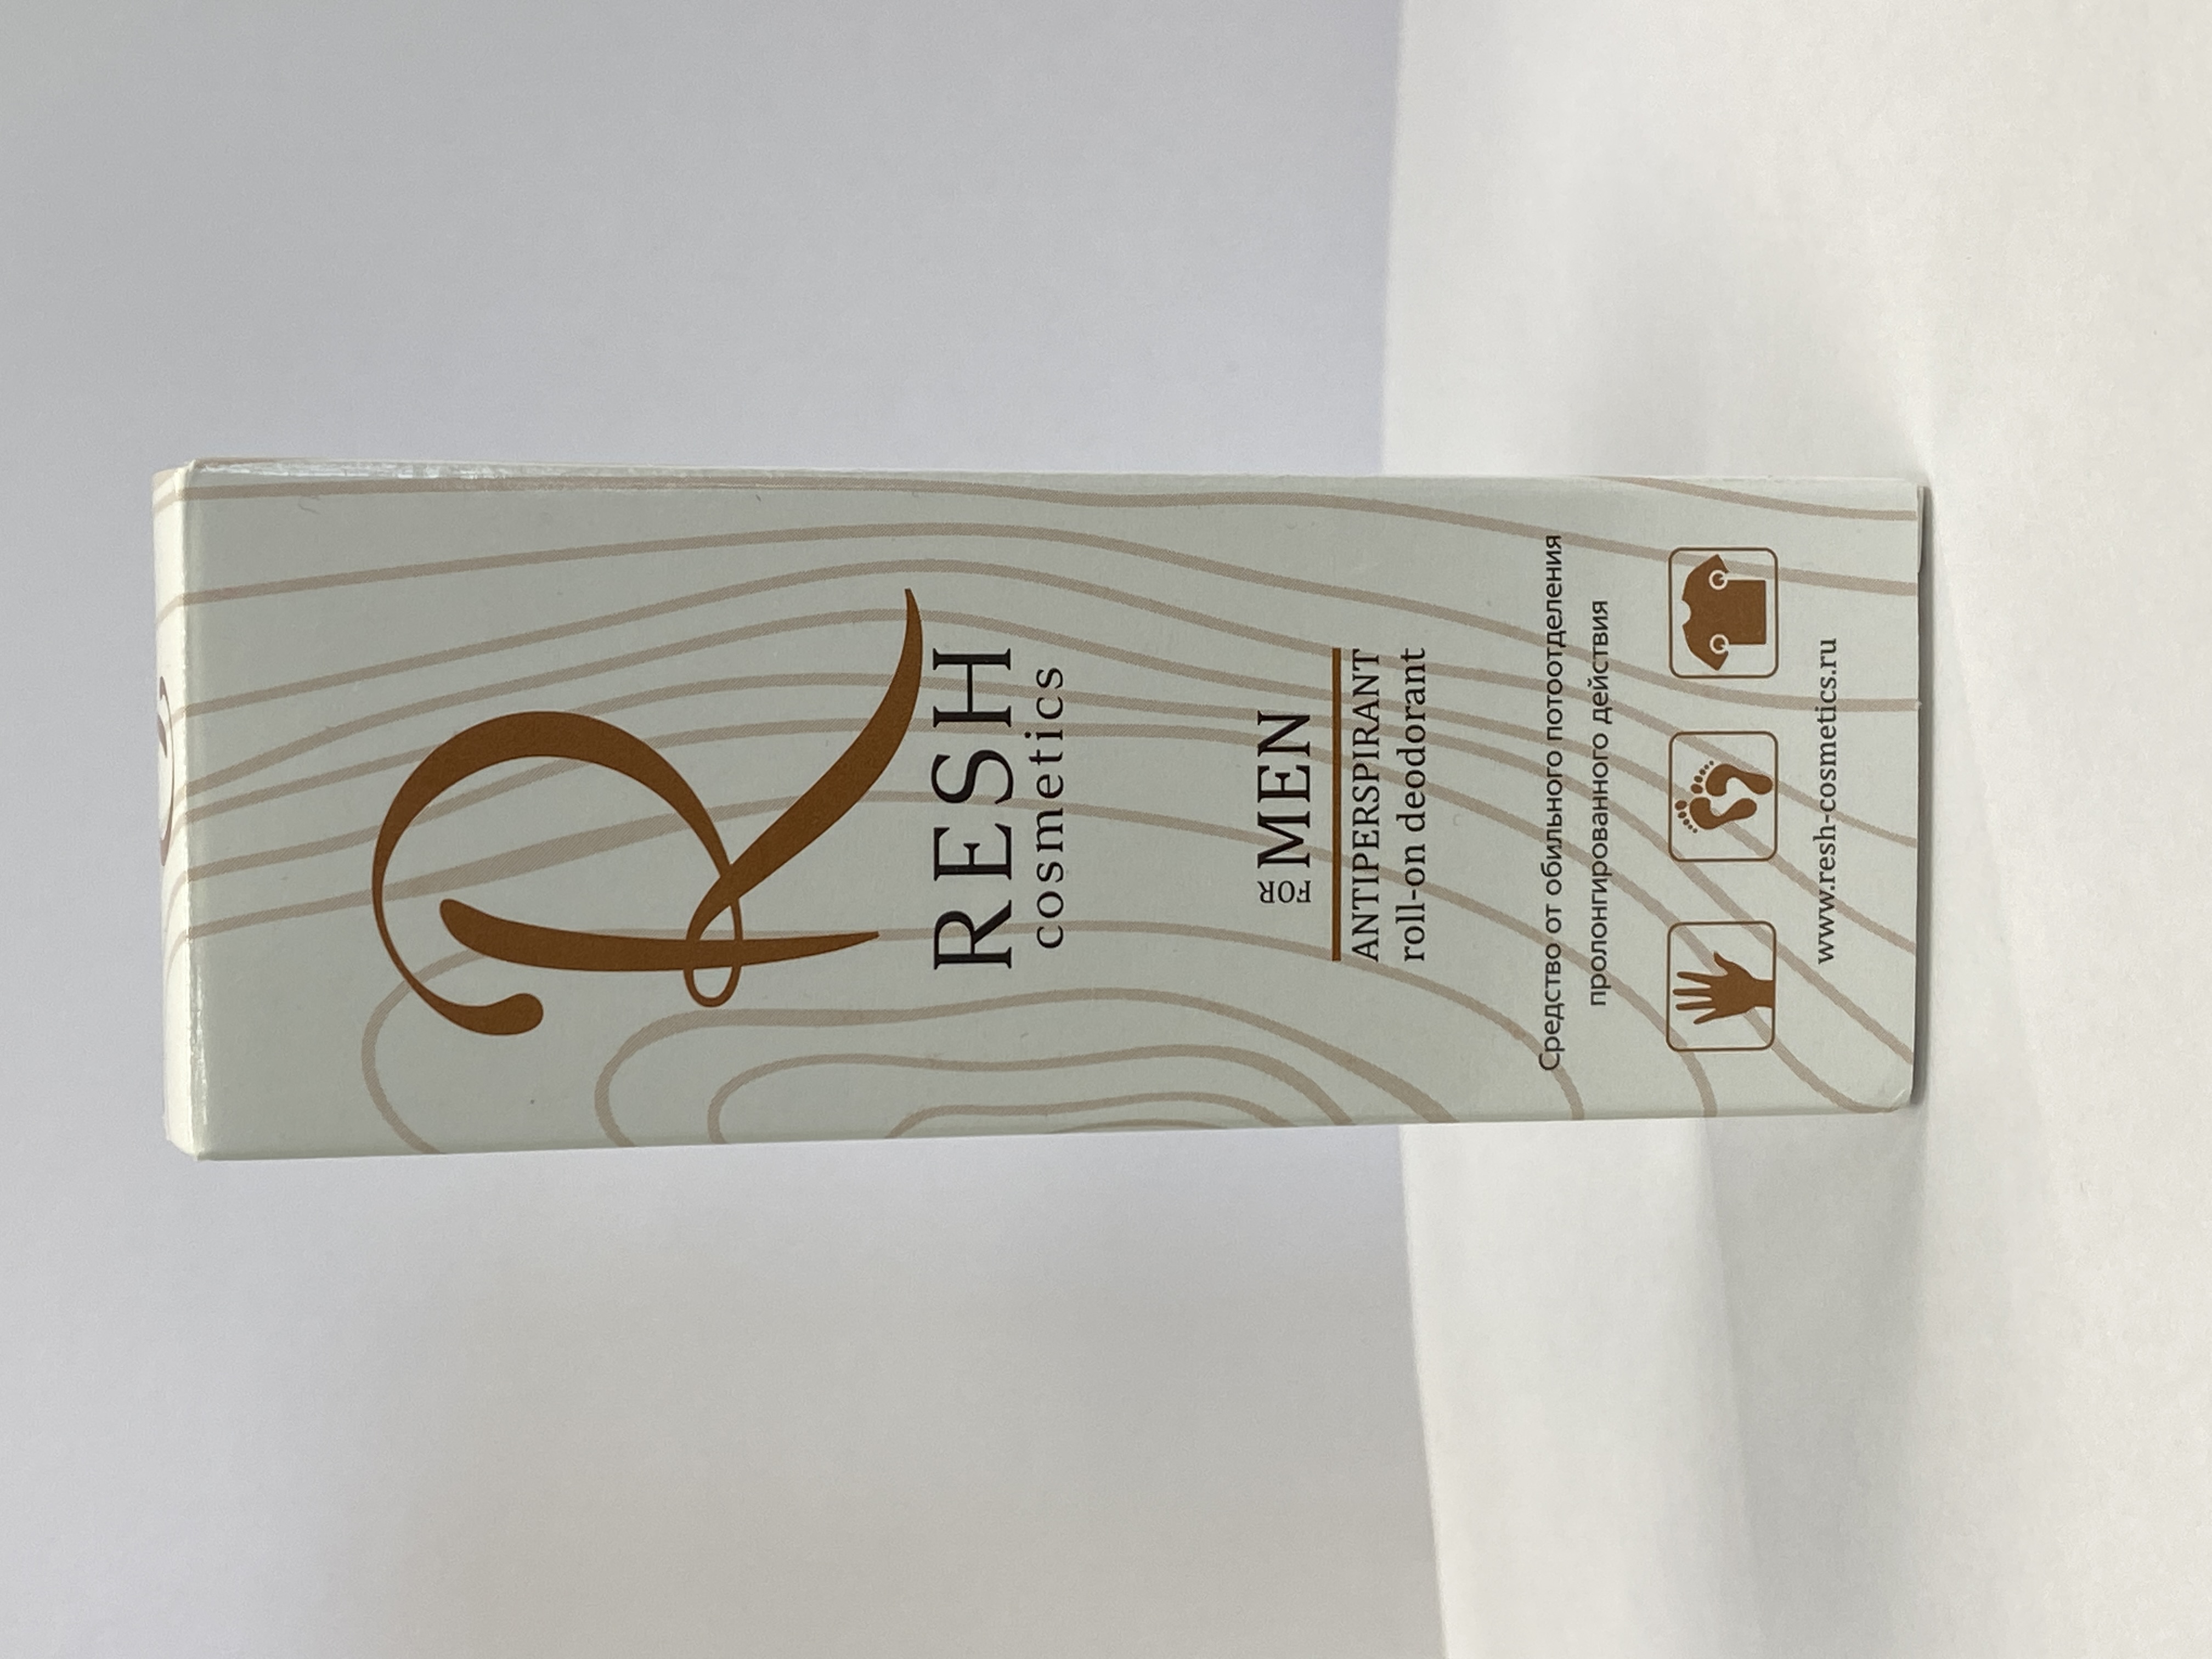 R
RESH
cosmetics
FOR MEN
ANTIPERSPIRANT
roll-on deodorant
Средство от обильного потоотделения
пролонгированного действия
www.resh-cosmetics.ru